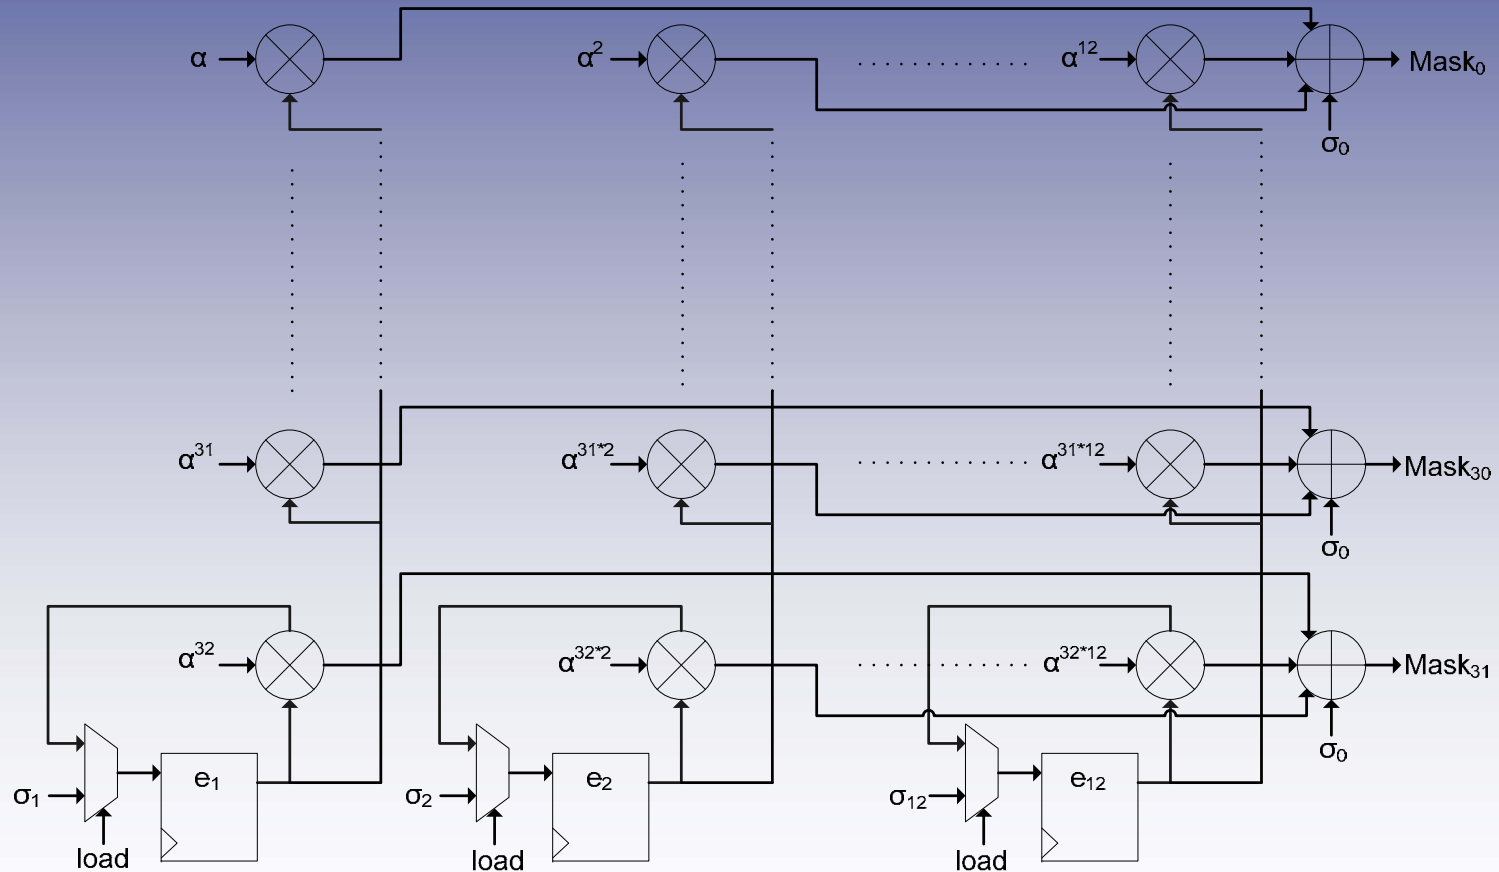 α α² α¹² Mask₀
σ₀
α³¹ α³¹*² α³¹*¹² Mask₃₀
σ₀
α³² α³²*² α³²*¹² Mask₃₁
σ₀
e₁ e₂ e₁₂
σ₁ σ₂ σ₁₂
load load load